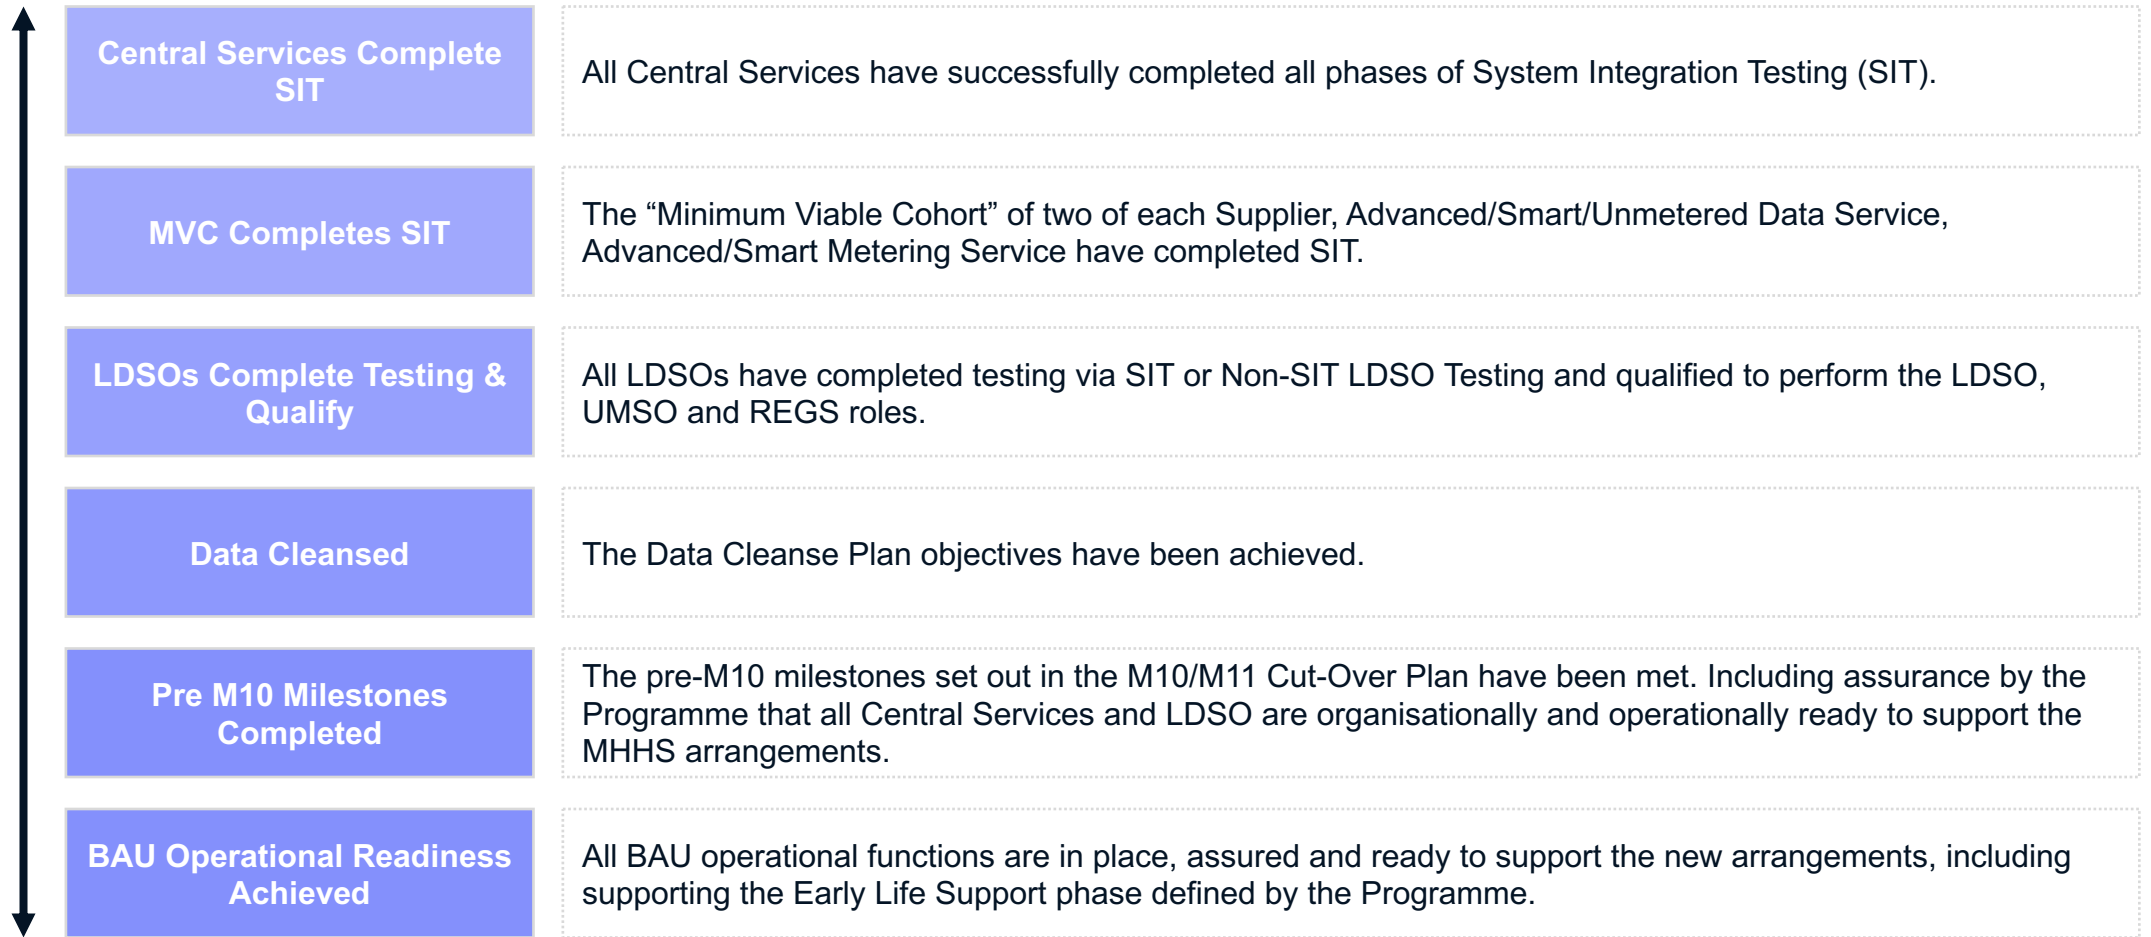 Central Services Complete
SIT
All Central Services have successfully completed all phases of System Integration Testing (SIT).
MVC Completes SIT
The “Minimum Viable Cohort” of two of each Supplier, Advanced/Smart/Unmetered Data Service,
Advanced/Smart Metering Service have completed SIT.
LDSOs Complete Testing &
Qualify
All LDSOs have completed testing via SIT or Non-SIT LDSO Testing and qualified to perform the LDSO,
UMSO and REGS roles.
Data Cleansed
The Data Cleanse Plan objectives have been achieved.
Pre M10 Milestones
Completed
The pre-M10 milestones set out in the M10/M11 Cut-Over Plan have been met. Including assurance by the
Programme that all Central Services and LDSO are organisationally and operationally ready to support the
MHHS arrangements.
BAU Operational Readiness
Achieved
All BAU operational functions are in place, assured and ready to support the new arrangements, including
supporting the Early Life Support phase defined by the Programme.